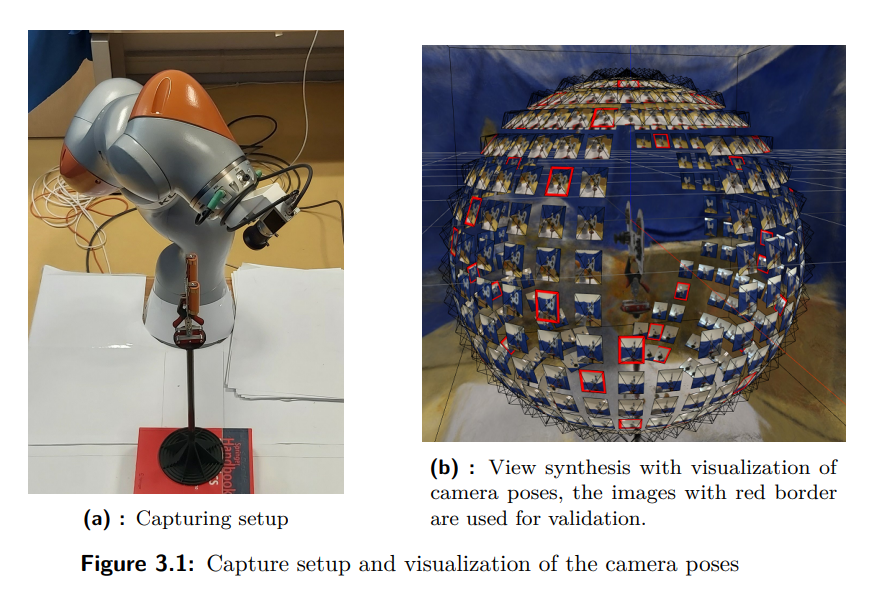 Springer
Handbook
(a) : Capturing setup
(b) : View synthesis with visualization of
camera poses, the images with red border
are used for validation.
Figure 3.1: Capture setup and visualization of the camera poses